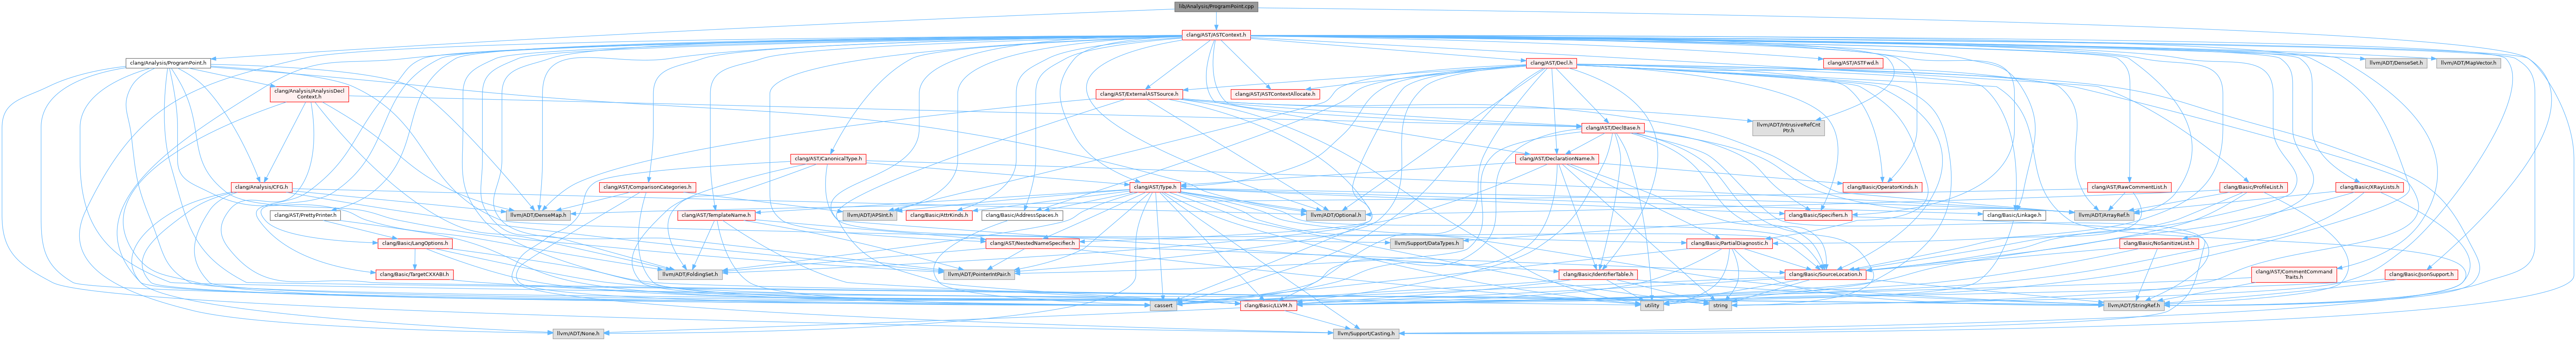 lib/Analysis/ProgramPoint.cpp
clang/AST/ASTContext.h
clang/Analysis/ProgramPoint.h
clang/AST/Decl.h
clang/AST/ASTFwd.h
llvm/ADT/DenseSet.h
llvm/ADT/MapVector.h
clang/Analysis/AnalysisDecl
Context.h
clang/AST/ExternalASTSource.h
clang/AST/ASTContextAllocate.h
llvm/ADT/IntrusiveRefCnt
Ptr.h
clang/AST/DeclBase.h
clang/AST/CanonicalType.h
clang/AST/DeclarationName.h
clang/Analysis/CFG.h
clang/AST/ComparisonCategories.h
clang/AST/Type.h
clang/Basic/OperatorKinds.h
clang/AST/RawCommentList.h
clang/Basic/ProfileList.h
clang/Basic/XRayLists.h
clang/AST/PrettyPrinter.h
llvm/ADT/DenseMap.h
clang/AST/TemplateName.h
llvm/ADT/APSInt.h
clang/Basic/AttrKinds.h
clang/Basic/AddressSpaces.h
llvm/ADT/Optional.h
clang/Basic/Specifiers.h
clang/Basic/Linkage.h
llvm/ADT/ArrayRef.h
clang/Basic/LangOptions.h
clang/AST/NestedNameSpecifier.h
llvm/Support/DataTypes.h
clang/Basic/PartialDiagnostic.h
clang/Basic/NoSanitizeList.h
clang/Basic/TargetCXXABI.h
llvm/ADT/FoldingSet.h
llvm/ADT/PointerIntPair.h
clang/Basic/IdentifierTable.h
clang/Basic/SourceLocation.h
clang/AST/CommentCommand
Traits.h
clang/Basic/JsonSupport.h
cassert
clang/Basic/LLVM.h
utility
string
llvm/ADT/StringRef.h
llvm/ADT/None.h
llvm/Support/Casting.h